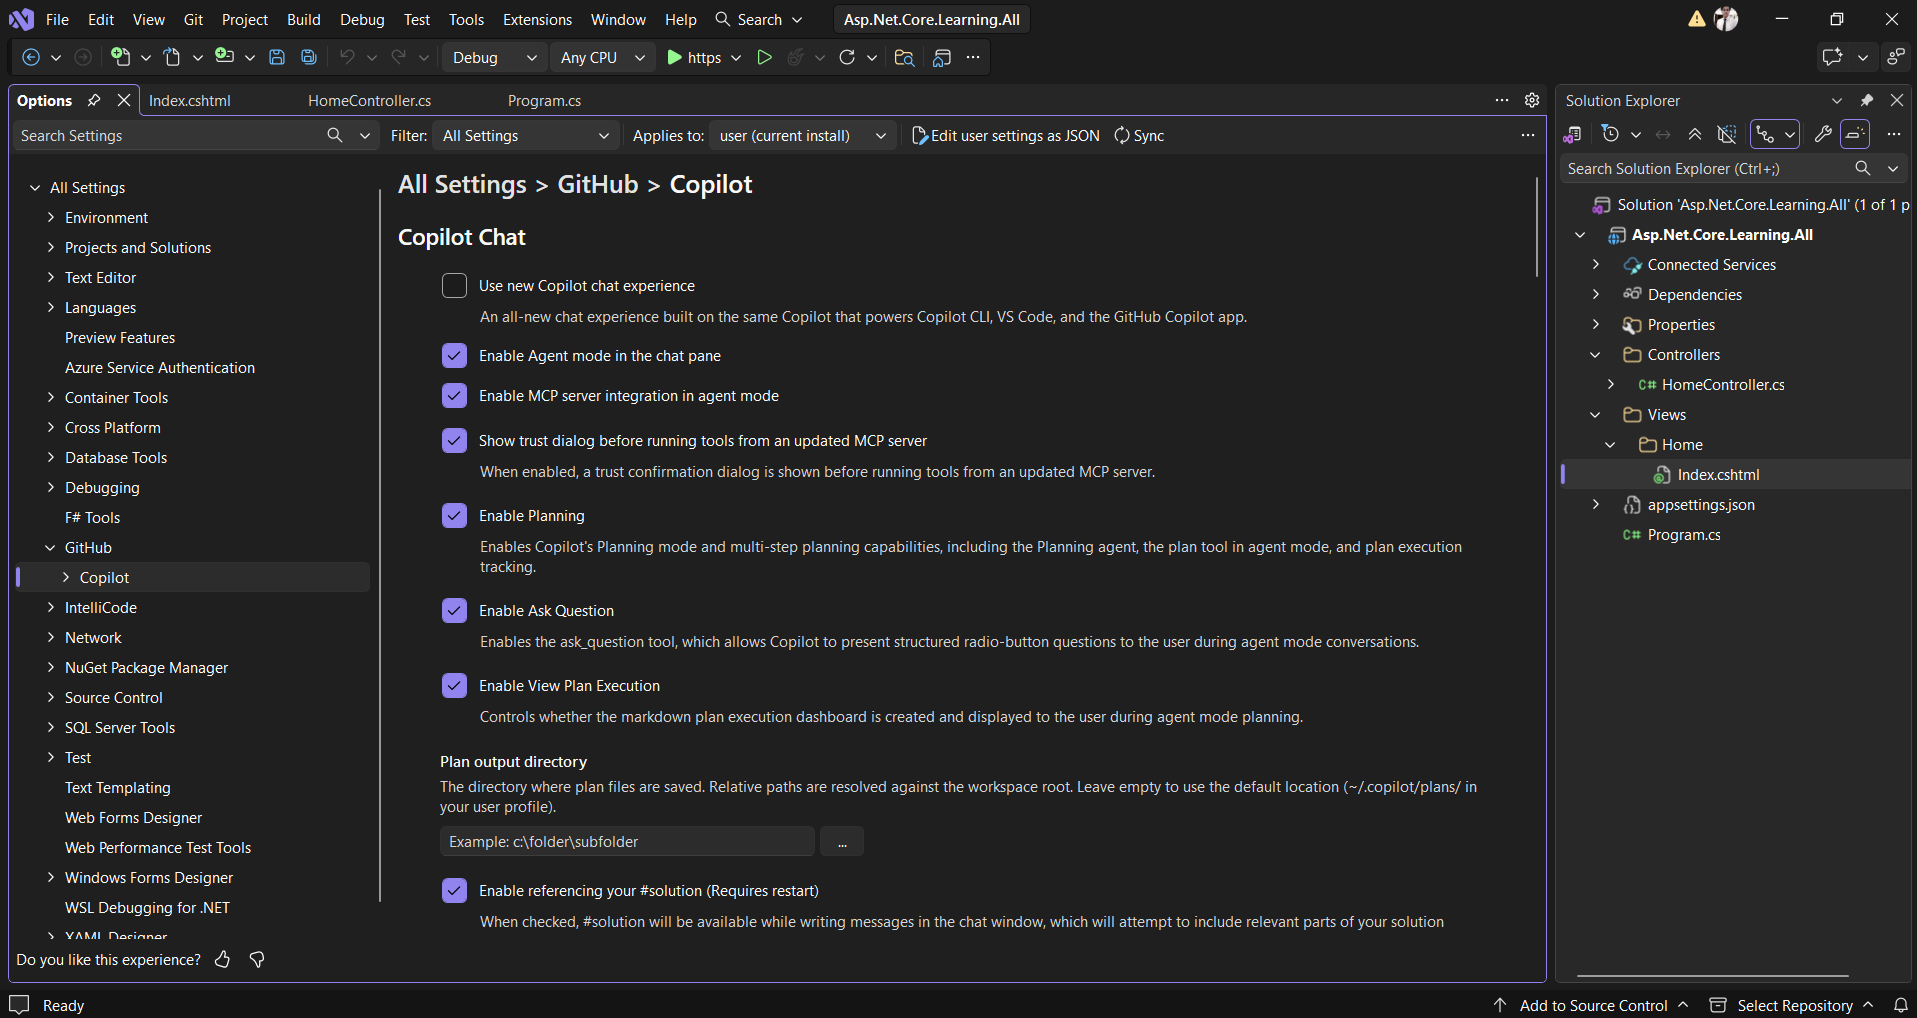 File Edit View Git Project Build Debug Test Tools Extensions Window Help Search Asp.Net.Core.Learning.All
Debug Any CPU https
Options Index.cshtml HomeController.cs Program.cs
Search Settings Filter: All Settings Applies to: user (current install) Edit user settings as JSON Sync
All Settings
Environment
Projects and Solutions
Text Editor
Languages
Preview Features
Azure Service Authentication
Container Tools
Cross Platform
Database Tools
Debugging
F# Tools
GitHub
Copilot
IntelliCode
Network
NuGet Package Manager
Source Control
SQL Server Tools
Test
Text Templating
Web Forms Designer
Web Performance Test Tools
Windows Forms Designer
WSL Debugging for .NET
XAML Designer
Do you like this experience?
All Settings > GitHub > Copilot
Copilot Chat
Use new Copilot chat experience
An all-new chat experience built on the same Copilot that powers Copilot CLI, VS Code, and the GitHub Copilot app.
Enable Agent mode in the chat pane
Enable MCP server integration in agent mode
Show trust dialog before running tools from an updated MCP server
When enabled, a trust confirmation dialog is shown before running tools from an updated MCP server.
Enable Planning
Enables Copilot's Planning mode and multi-step planning capabilities, including the Planning agent, the plan tool in agent mode, and plan execution
tracking.
Enable Ask Question
Enables the ask_question tool, which allows Copilot to present structured radio-button questions to the user during agent mode conversations.
Enable View Plan Execution
Controls whether the markdown plan execution dashboard is created and displayed to the user during agent mode planning.
Plan output directory
The directory where plan files are saved. Relative paths are resolved against the workspace root. Leave empty to use the default location (~/.copilot/plans/ in
your user profile).
Example: c:\folder\subfolder ...
Enable referencing your #solution (Requires restart)
When checked, #solution will be available while writing messages in the chat window, which will attempt to include relevant parts of your solution
Solution Explorer
Search Solution Explorer (Ctrl+;)
Solution 'Asp.Net.Core.Learning.All' (1 of 1 p
Asp.Net.Core.Learning.All
Connected Services
Dependencies
Properties
Controllers
C# HomeController.cs
Views
Home
Index.cshtml
appsettings.json
C# Program.cs
Ready Add to Source Control Select Repository